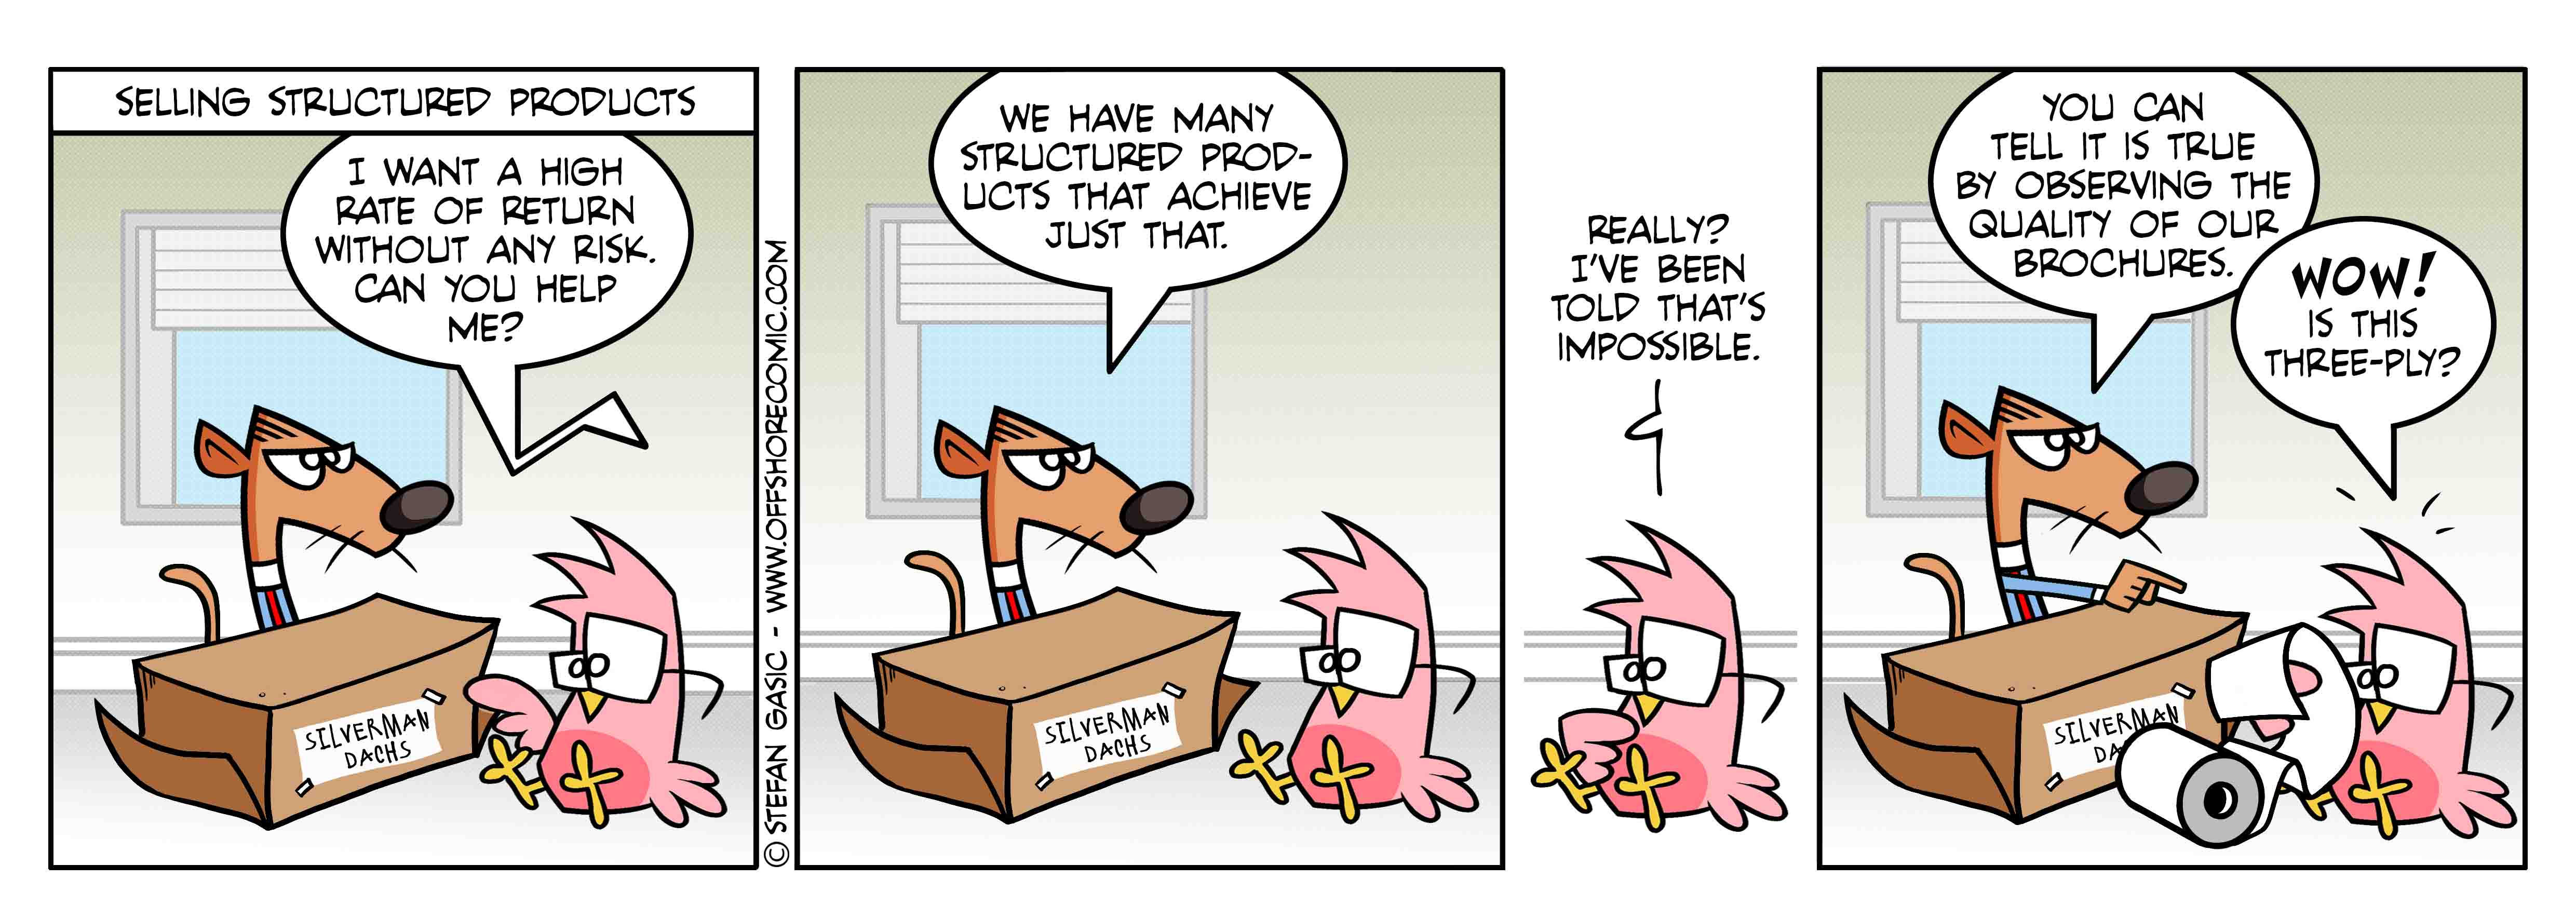 SELLING STRUCTURED PRODUCTS
I WANT A HIGH
RATE OF RETURN
WITHOUT ANY RISK.
CAN YOU HELP
ME?
SILVERMAN
DACHS
© STEFAN GASIC - WWW.OFFSHORECOMIC.COM
WE HAVE MANY
STRUCTURED PROD-
UCTS THAT ACHIEVE
JUST THAT.
SILVERMAN
DACHS
REALLY?
I'VE BEEN
TOLD THAT'S
IMPOSSIBLE.
YOU CAN
TELL IT IS TRUE
BY OBSERVING THE
QUALITY OF OUR
BROCHURES.
WOW!
IS THIS
THREE-PLY?
SILVERMAN
DA